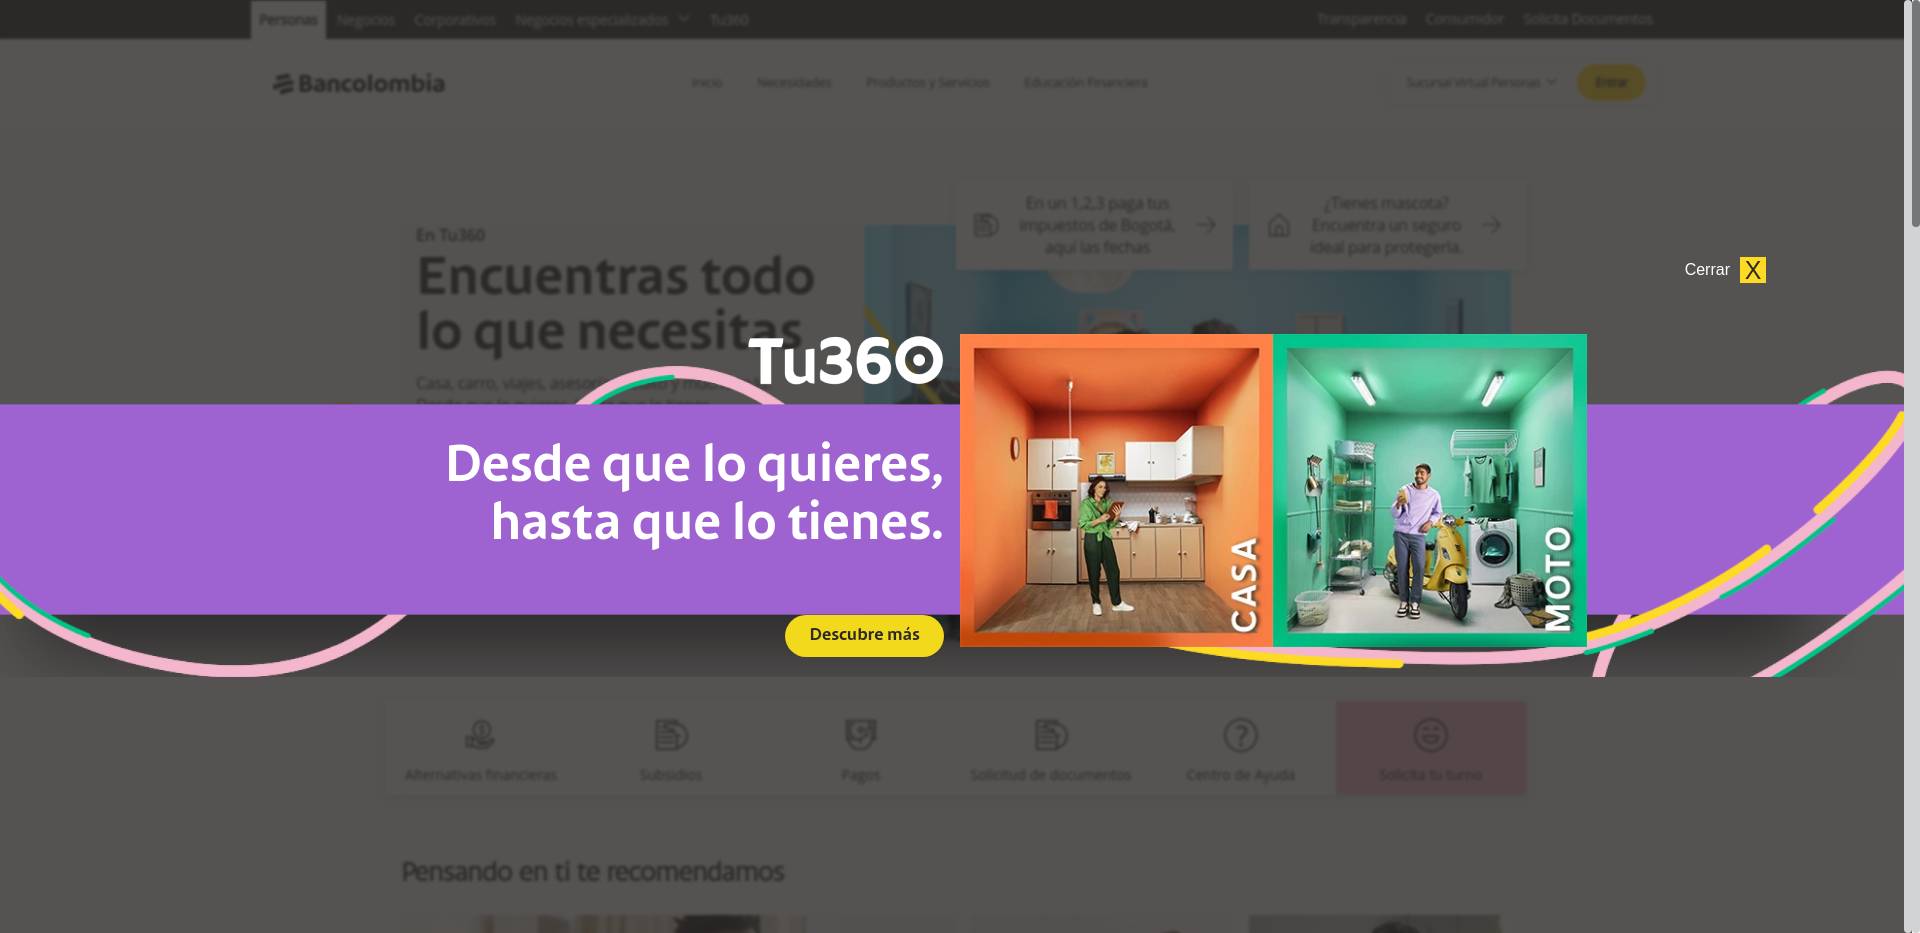 Personas
Negocios
Corporativos
Negocios especializados
Tu360
Transparencia
Consumidor
Solicita Documentos
Bancolombia
Inicio
Necesidades
Productos y Servicios
Educación Financiera
Sucursal Virtual Personas
Entrar
En un 1,2,3 paga tus
impuestos de Bogotá,
aquí las fechas
¿Tienes mascota?
Encuentra un seguro
ideal para protegerla.
En Tu360
Encuentras todo
lo que necesitas
Casa, carro, viajes,
Cerrar X
Tu360
Desde que lo quieres,
hasta que lo tienes.
Descubre más
CASA
MOTO
Alternativas financieras
Subsidios
Pagos
Solicitud de documentos
Centro de Ayuda
Solicita tu turno
Pensando en ti te recomendamos